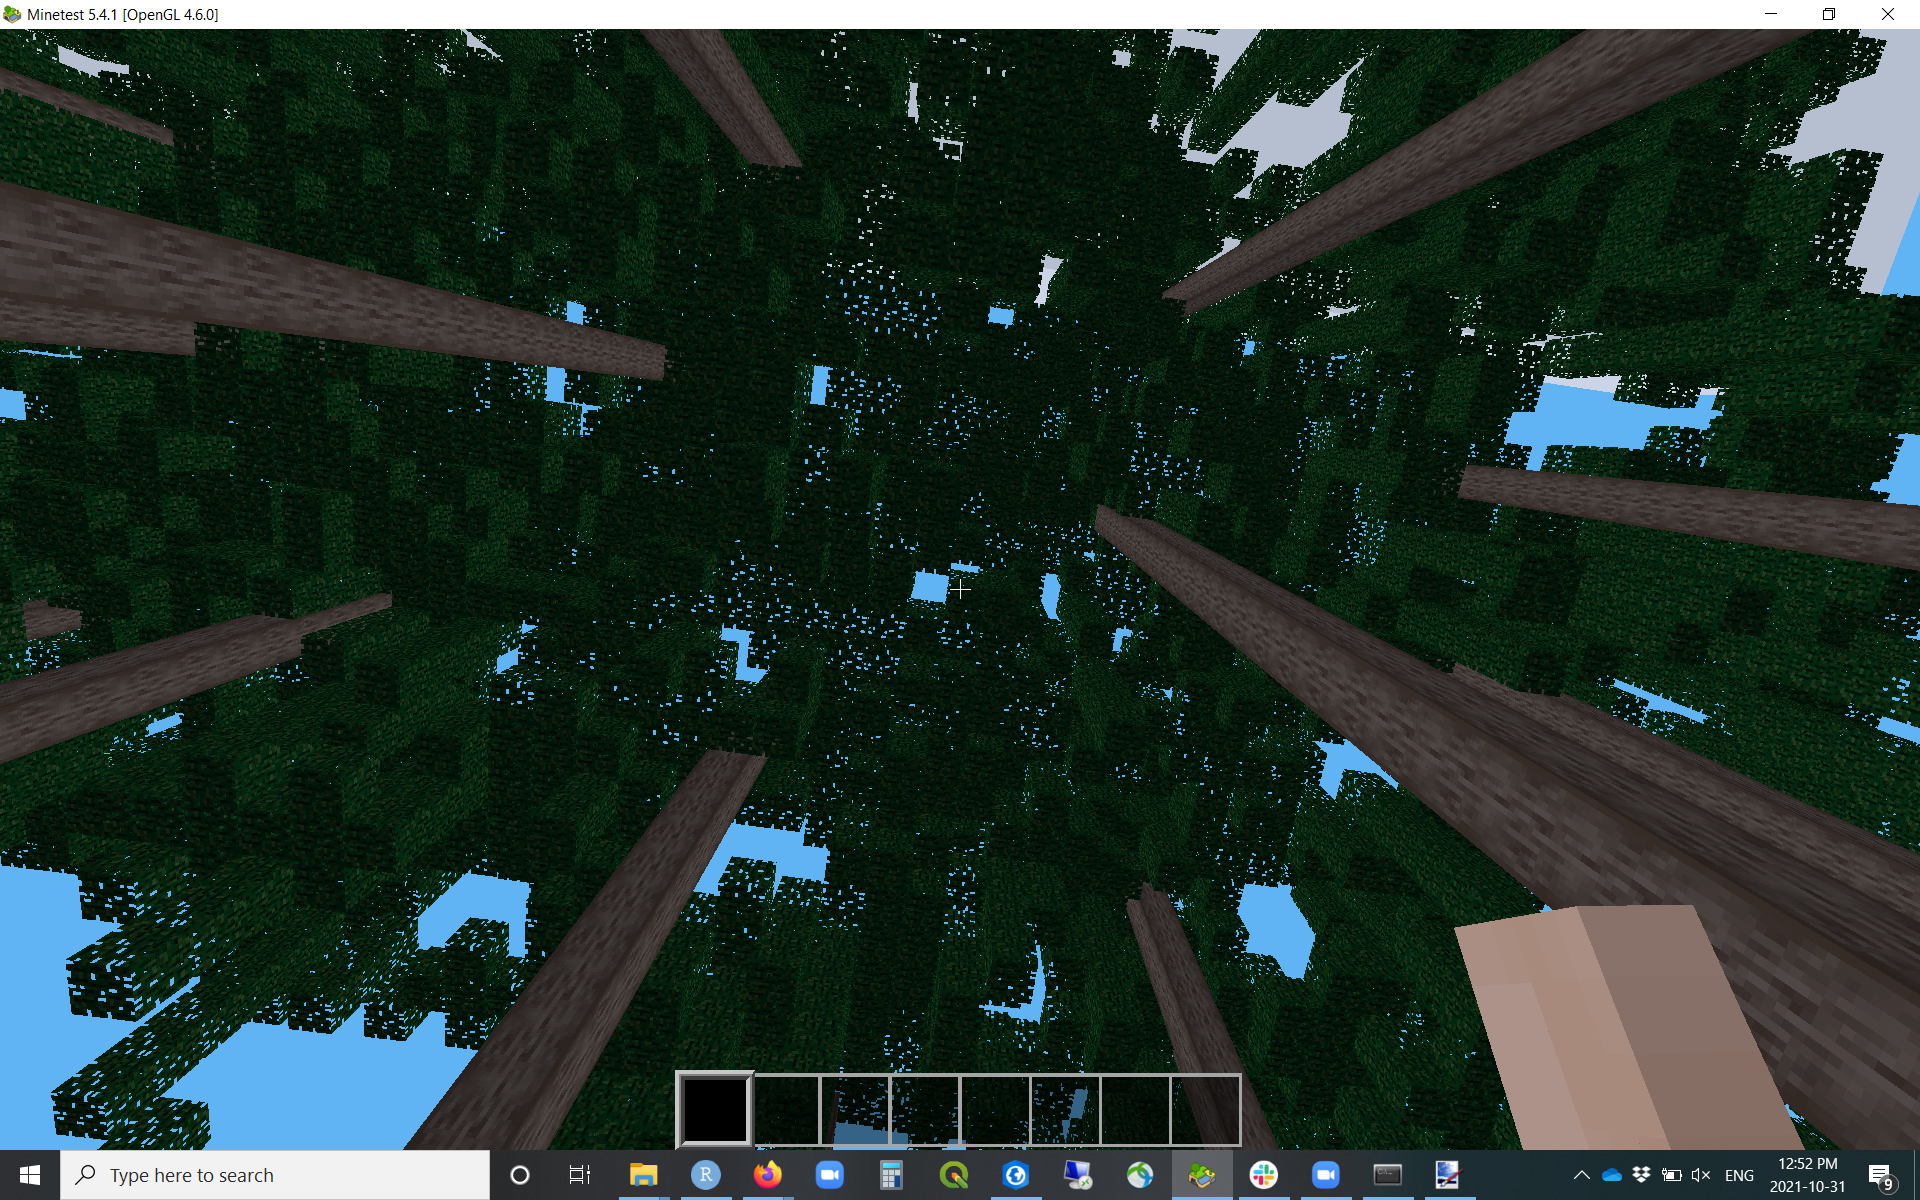 Minetest 5.4.1 [OpenGL 4.6.0]
Type here to search
R
ENG
12:52 PM
2021-10-31
9